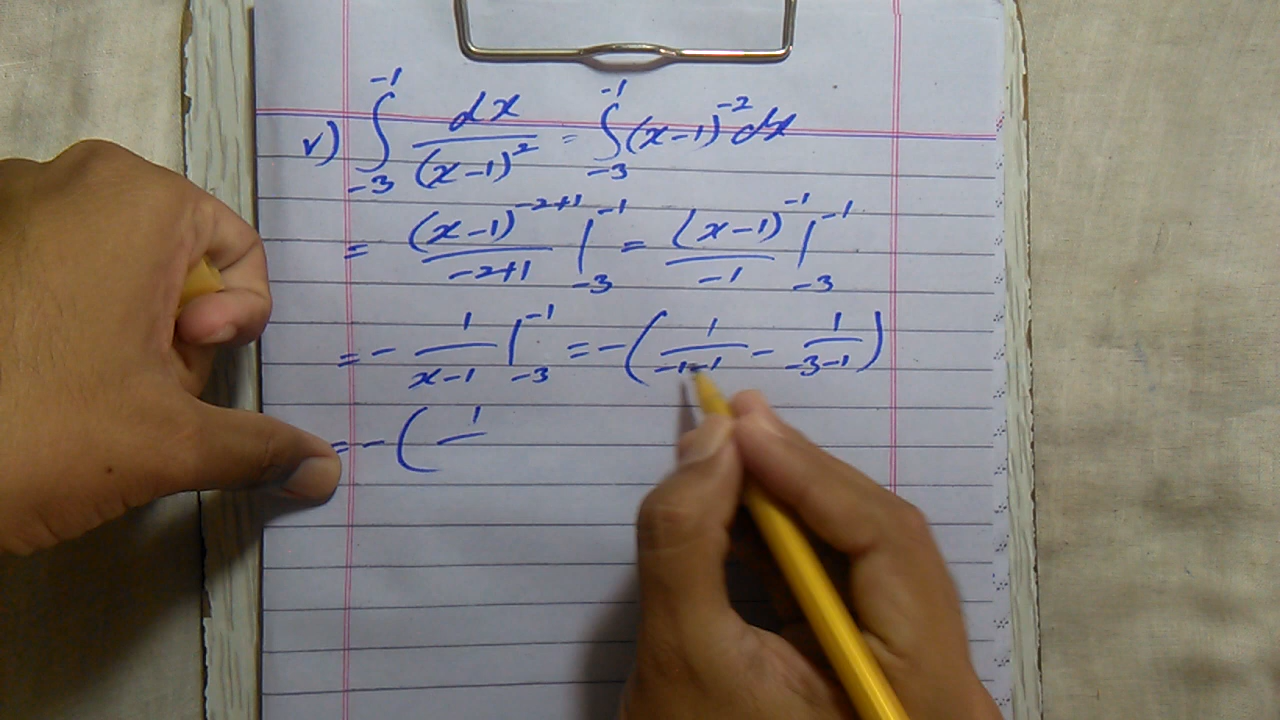 v) ∫_{-3}^{-1} dx/(x-1)^2 = ∫_{-3}^{-1} (x-1)^{-2} dx
= (x-1)^{-2+1}/(-2+1) |_{-3}^{-1} = (x-1)^{-1}/(-1) |_{-3}^{-1}
= - 1/(x-1) |_{-3}^{-1} = -( 1/(-1-1) - 1/(-3-1) )
= - ( 1/